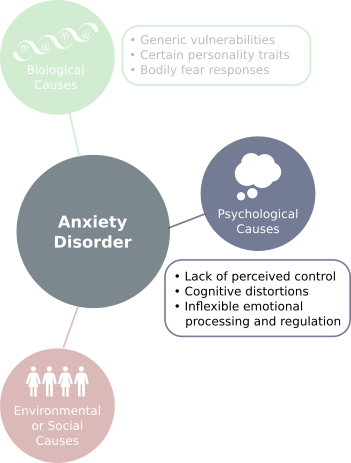 Biological
Causes
• Generic vulnerabilities
• Certain personality traits
• Bodily fear responses
Anxiety
Disorder
Psychological
Causes
• Lack of perceived control
• Cognitive distortions
• Inflexible emotional
processing and regulation
Environmental
or Social
Causes